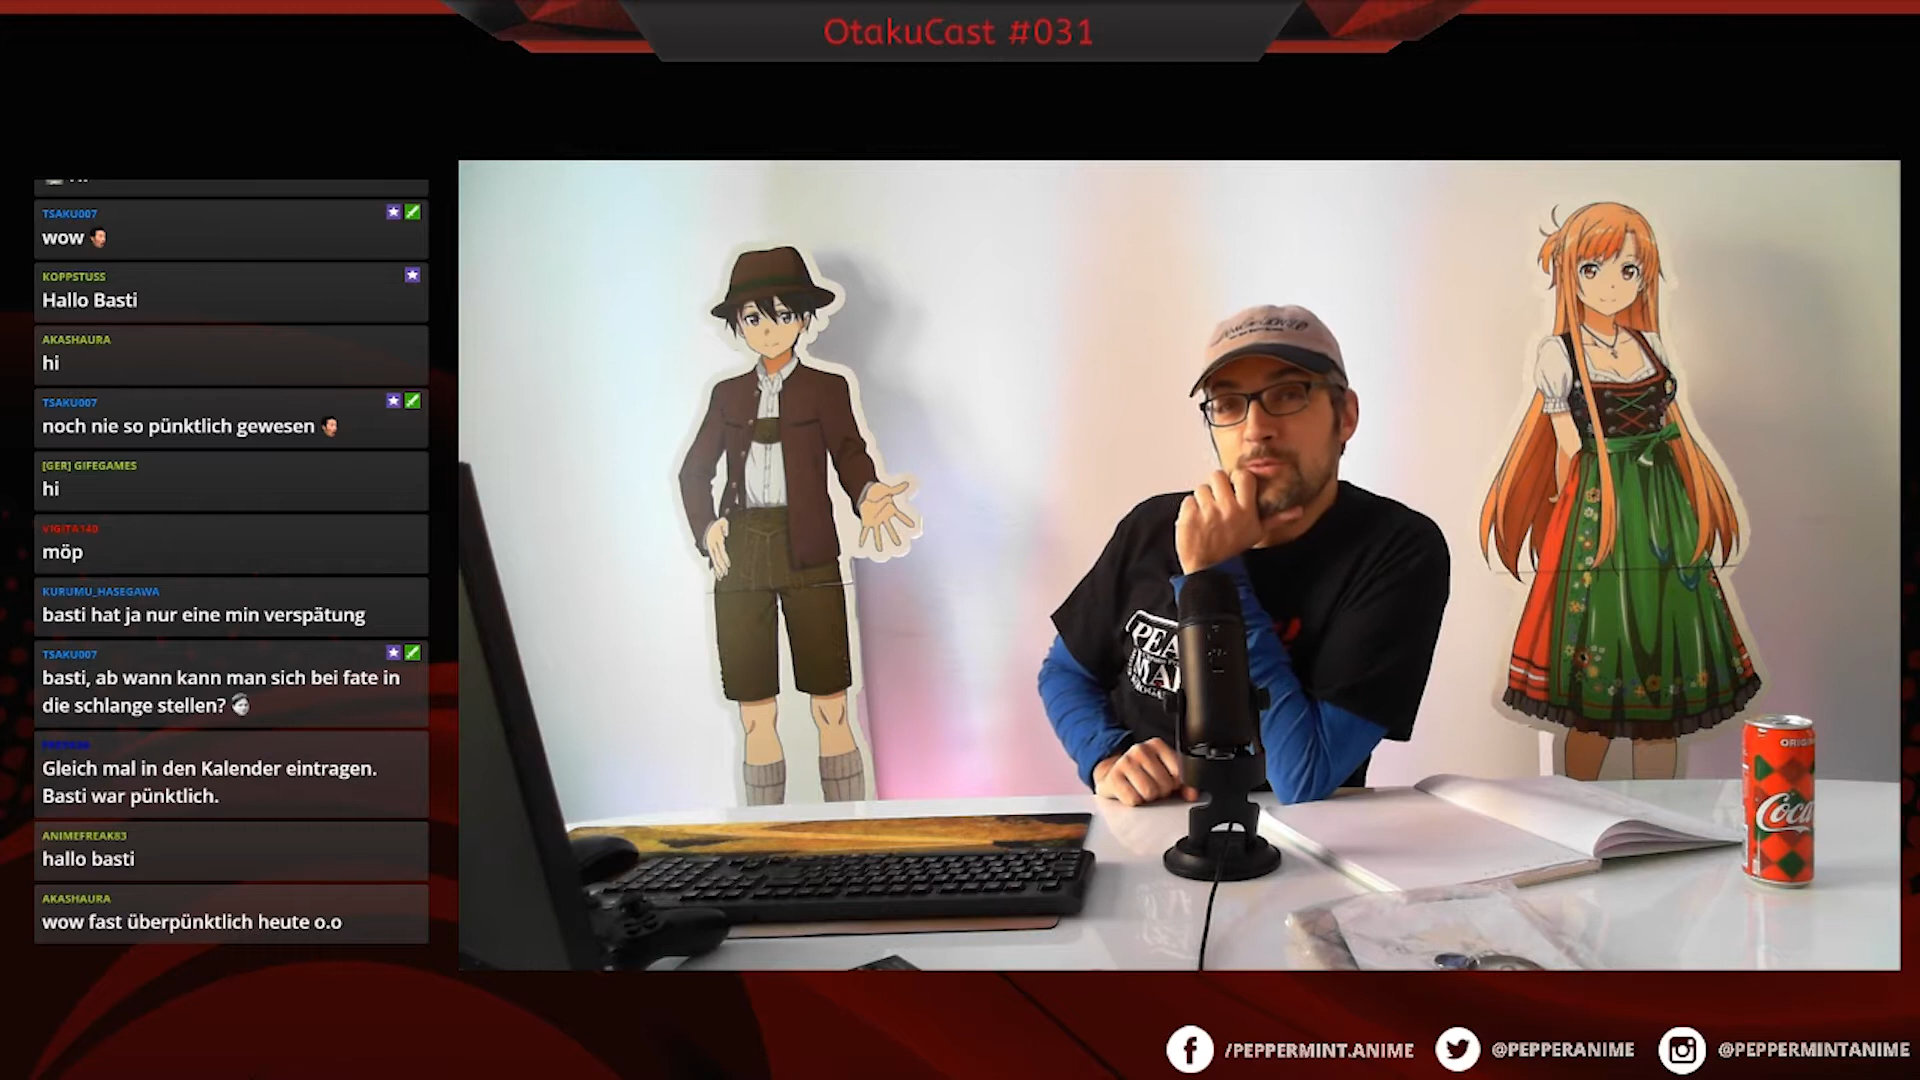 OtakuCast #031
TSAKU007
wow
KOPPSTUSS
Hallo Basti
AKASHAURA
hi
TSAKU007
noch nie so pünktlich gewesen
[GER] GIFEGAMES
hi
VIGITA140
möp
KURUMU_HASEGAWA
basti hat ja nur eine min verspätung
TSAKU007
basti, ab wann kann man sich bei fate in
die schlange stellen?
Gleich mal in den Kalender eintragen.
Basti war pünktlich.
ANIMEFREAK83
hallo basti
AKASHAURA
wow fast überpünktlich heute o.o
ORIG
Coca
/PEPPERMINT.ANIME
@PEPPERANIME
@PEPPERMINTANIME